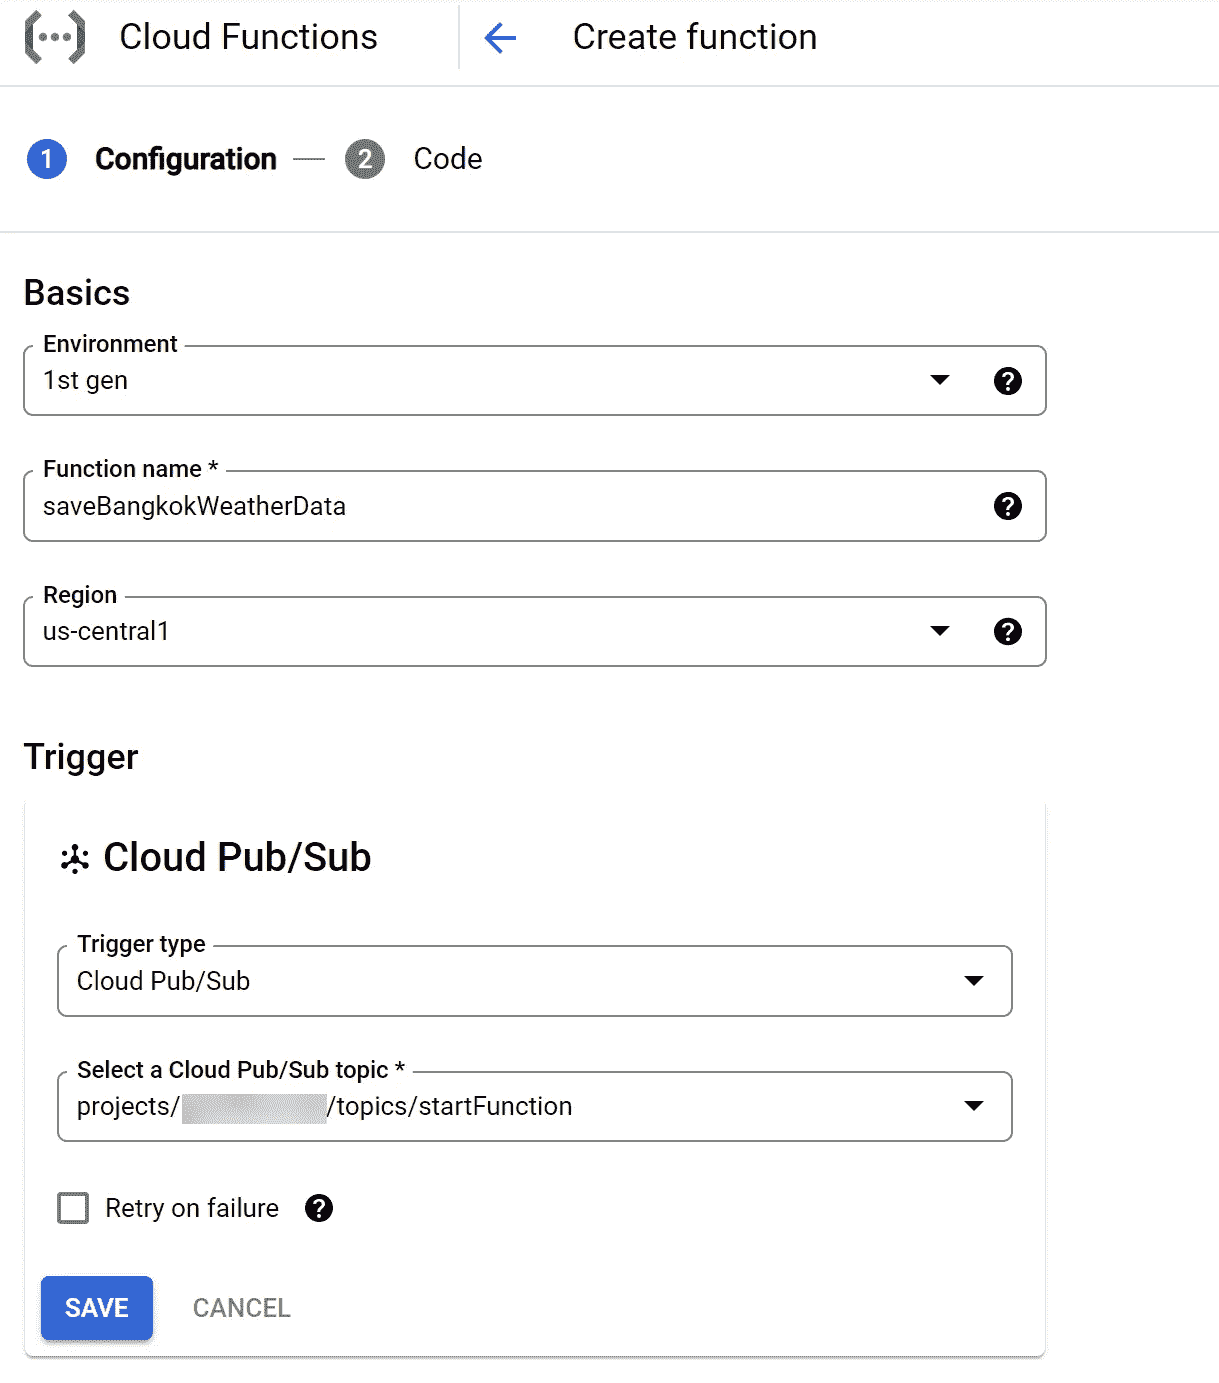 Cloud Functions
Create function
1 Configuration — 2 Code
Basics
Environment
1st gen
Function name *
saveBangkokWeatherData
Region
us-central1
Trigger
Cloud Pub/Sub
Trigger type
Cloud Pub/Sub
Select a Cloud Pub/Sub topic *
projects/ /topics/startFunction
Retry on failure
SAVE CANCEL